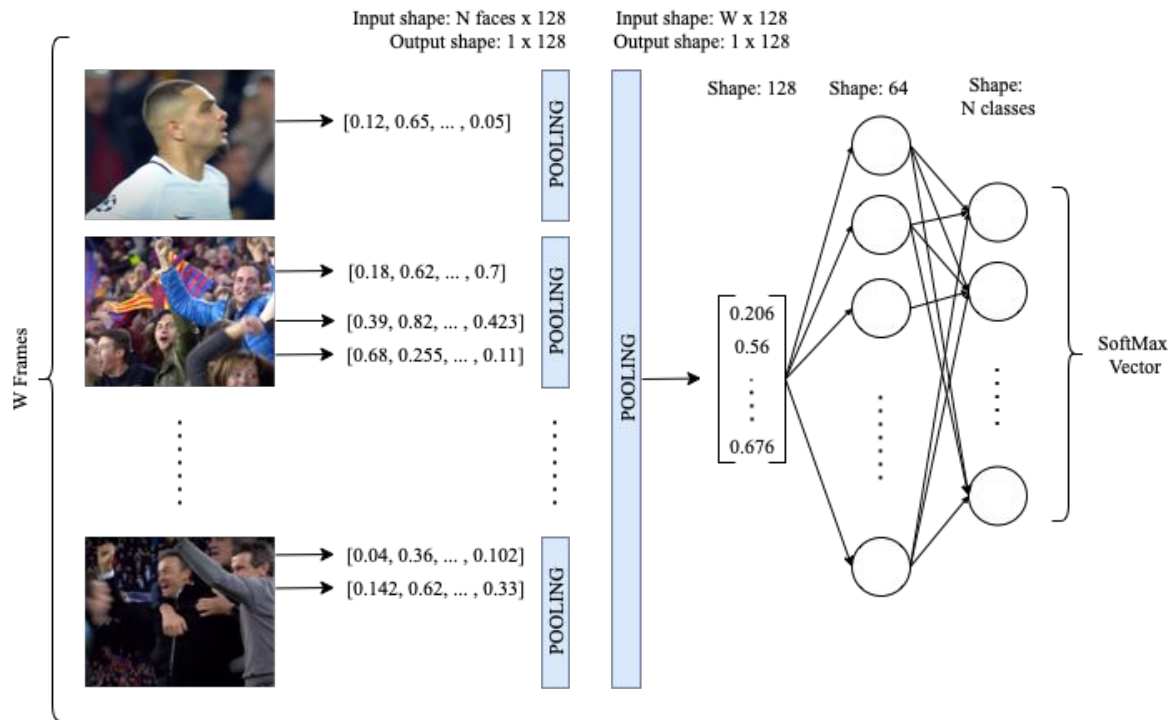 Input shape: N faces x 128
Output shape: 1 x 128
Input shape: W x 128
Output shape: 1 x 128
Shape: 128
Shape: 64
Shape:
N classes
W Frames
[0.12, 0.65, ... , 0.05]
POOLING
[0.18, 0.62, ... , 0.7]
[0.39, 0.82, ... , 0.423]
[0.68, 0.255, ... , 0.11]
POOLING
[0.04, 0.36, ... , 0.102]
[0.142, 0.62, ... , 0.33]
POOLING
POOLING
0.206
0.56
0.676
SoftMax
Vector